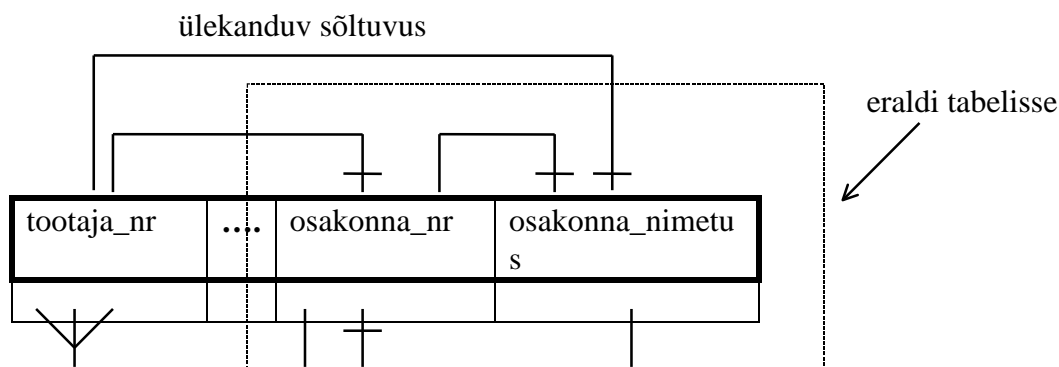 ülekanduv sõltuvus
eraldi tabelisse
tootaja_nr .... osakonna_nr osakonna_nimetu
s